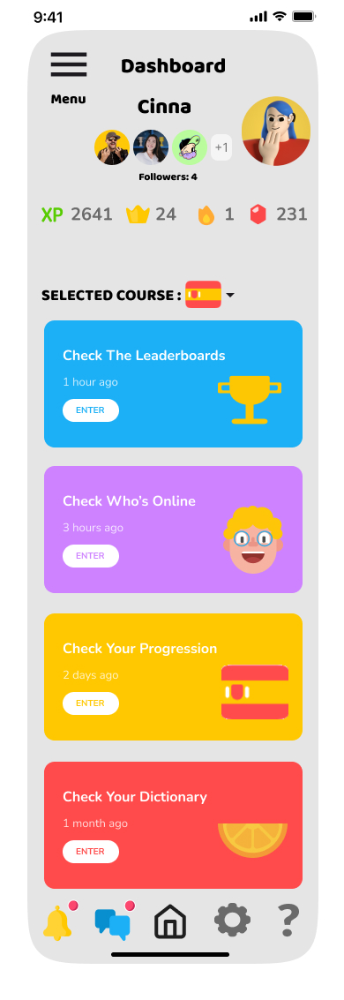 9:41
Dashboard
Menu
Cinna
+1
Followers: 4
XP 2641 24 1 231
SELECTED COURSE :
Check The Leaderboards
1 hour ago
ENTER
Check Who's Online
3 hours ago
ENTER
Check Your Progression
2 days ago
ENTER
Check Your Dictionary
1 month ago
ENTER
?